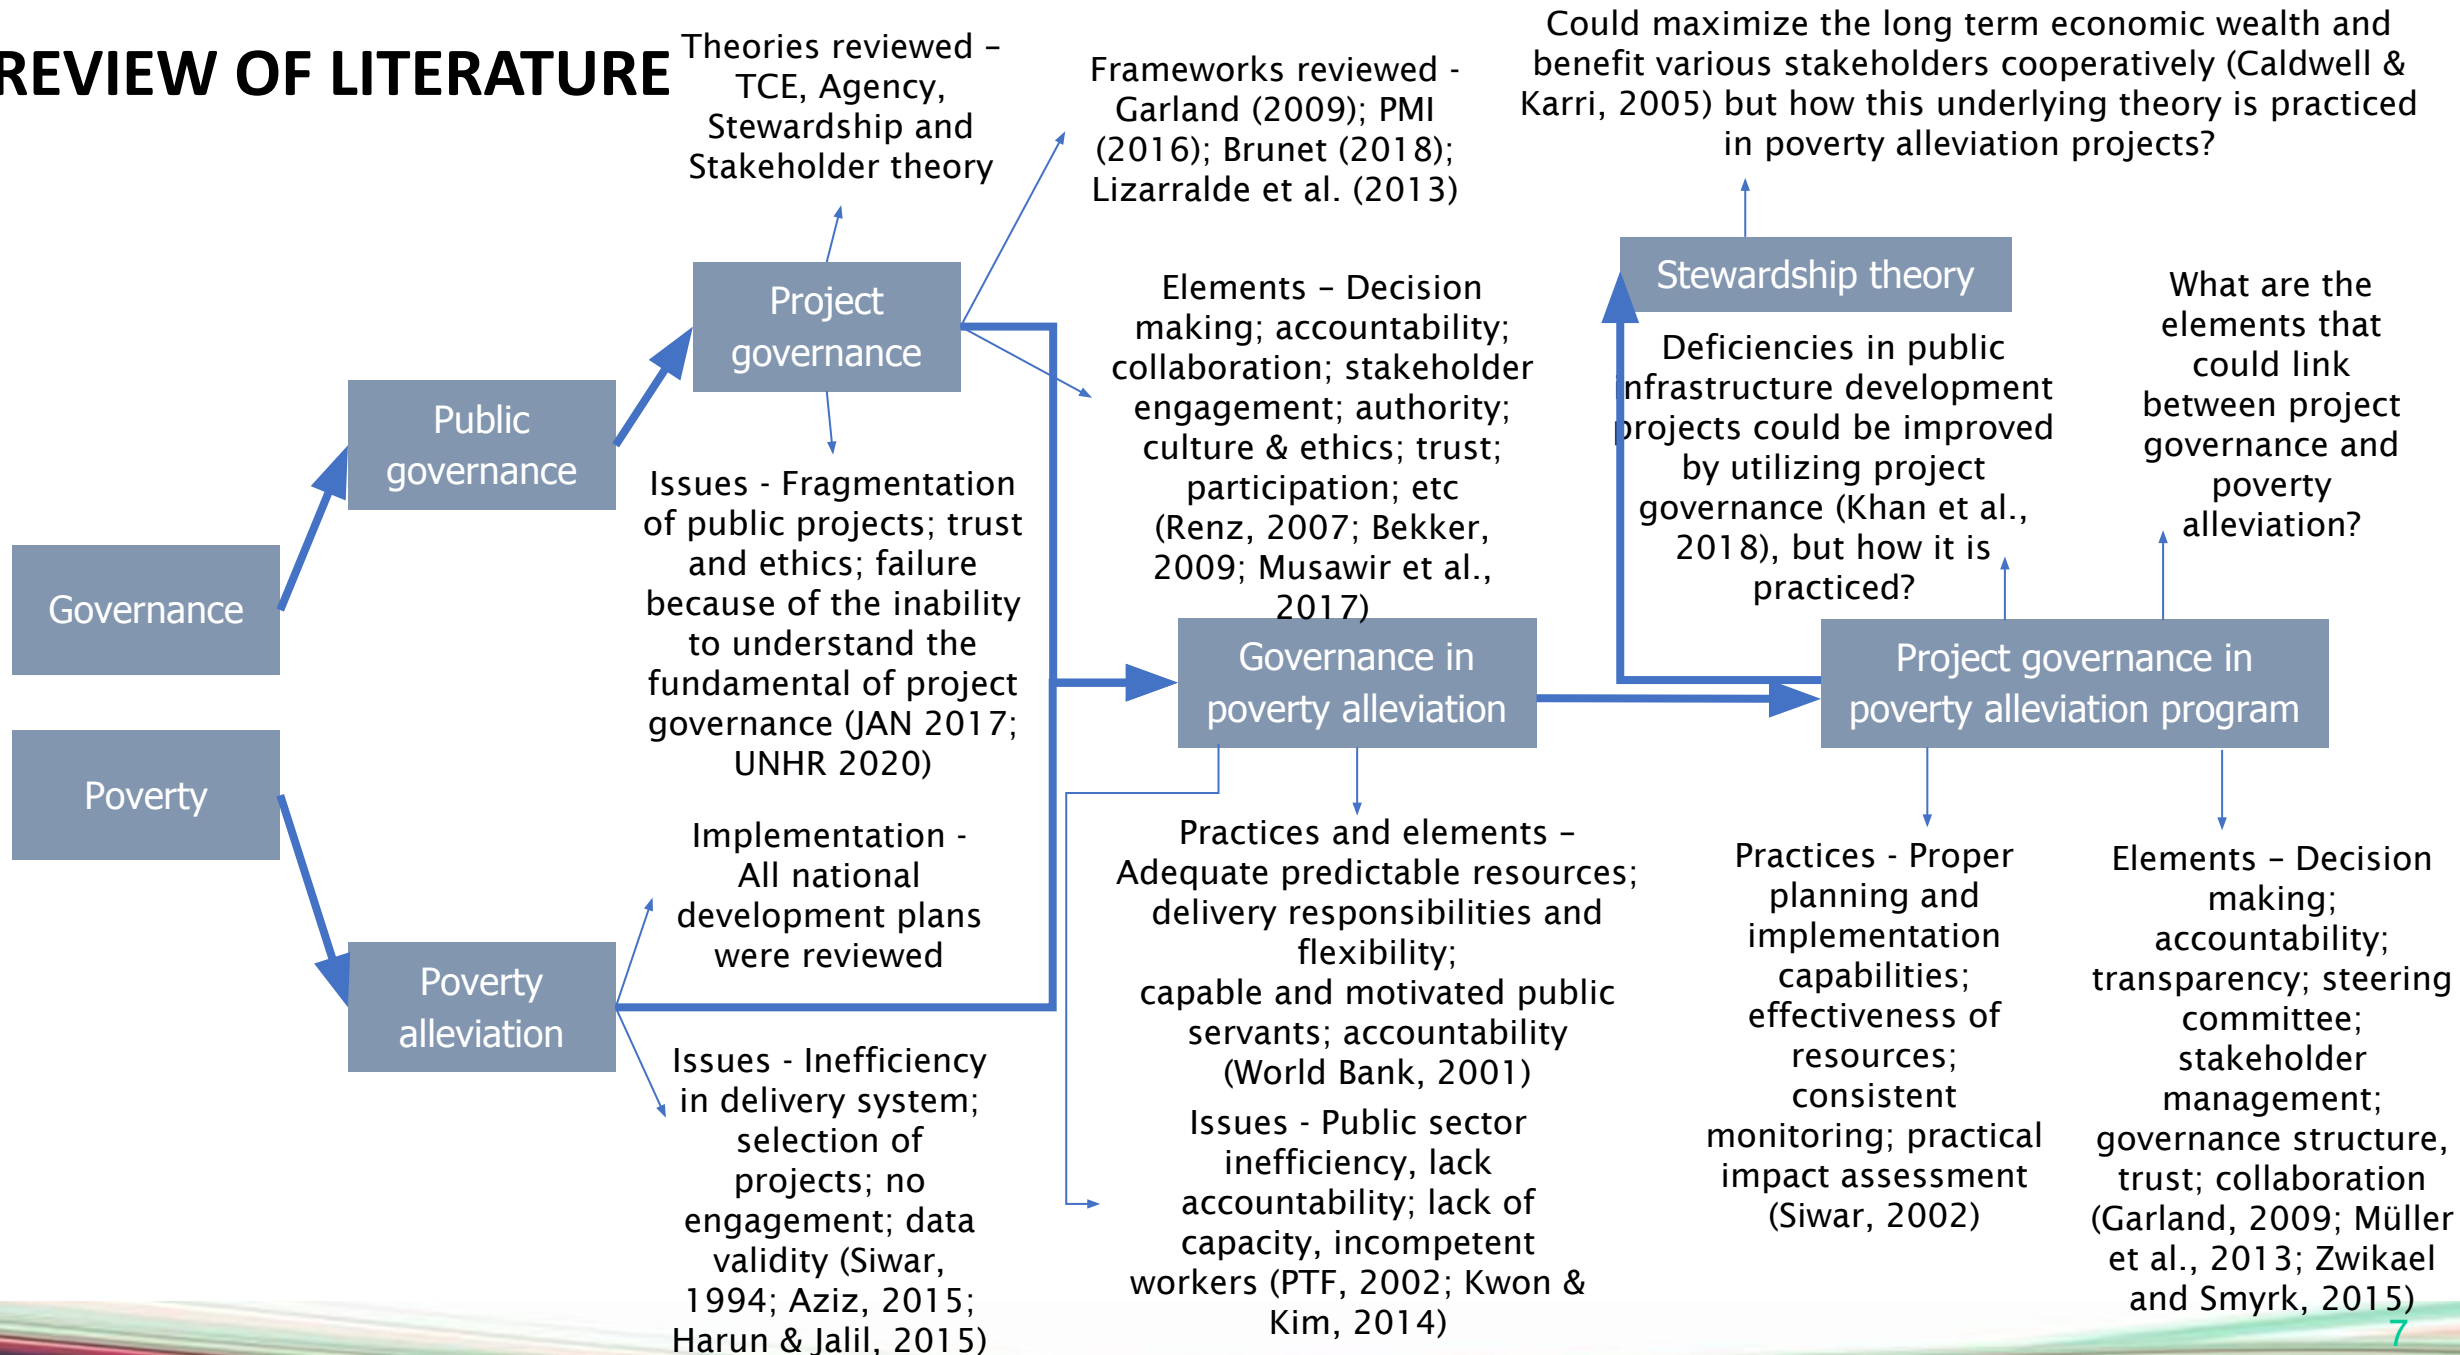 REVIEW OF LITERATURE
Theories reviewed –
TCE, Agency,
Stewardship and
Stakeholder theory
Frameworks reviewed -
Garland (2009); PMI
(2016); Brunet (2018);
Lizarralde et al. (2013)
Could maximize the long term economic wealth and
benefit various stakeholders cooperatively (Caldwell &
Karri, 2005) but how this underlying theory is practiced
in poverty alleviation projects?
Project
governance
Elements – Decision
making; accountability;
collaboration; stakeholder
engagement; authority;
culture & ethics; trust;
participation; etc
(Renz, 2007; Bekker,
2009; Musawir et al.,
2017)
Stewardship theory
Deficiencies in public
infrastructure development
projects could be improved
by utilizing project
governance (Khan et al.,
2018), but how it is
practiced?
What are the
elements that
could link
between project
governance and
poverty
alleviation?
Public
governance
Issues - Fragmentation
of public projects; trust
and ethics; failure
because of the inability
to understand the
fundamental of project
governance (JAN 2017;
UNHR 2020)
Governance
Governance in
poverty alleviation
Project governance in
poverty alleviation program
Poverty
Implementation -
All national
development plans
were reviewed
Poverty
alleviation
Issues - Inefficiency
in delivery system;
selection of
projects; no
engagement; data
validity (Siwar,
1994; Aziz, 2015;
Harun & Jalil, 2015)
Practices and elements –
Adequate predictable resources;
delivery responsibilities and
flexibility;
capable and motivated public
servants; accountability
(World Bank, 2001)
Issues - Public sector
inefficiency, lack
accountability; lack of
capacity, incompetent
workers (PTF, 2002; Kwon &
Kim, 2014)
Practices - Proper
planning and
implementation
capabilities;
effectiveness of
resources;
consistent
monitoring; practical
impact assessment
(Siwar, 2002)
Elements – Decision
making;
accountability;
transparency; steering
committee;
stakeholder
management;
governance structure,
trust; collaboration
(Garland, 2009; Müller
et al., 2013; Zwikael
and Smyrk, 2015)
7